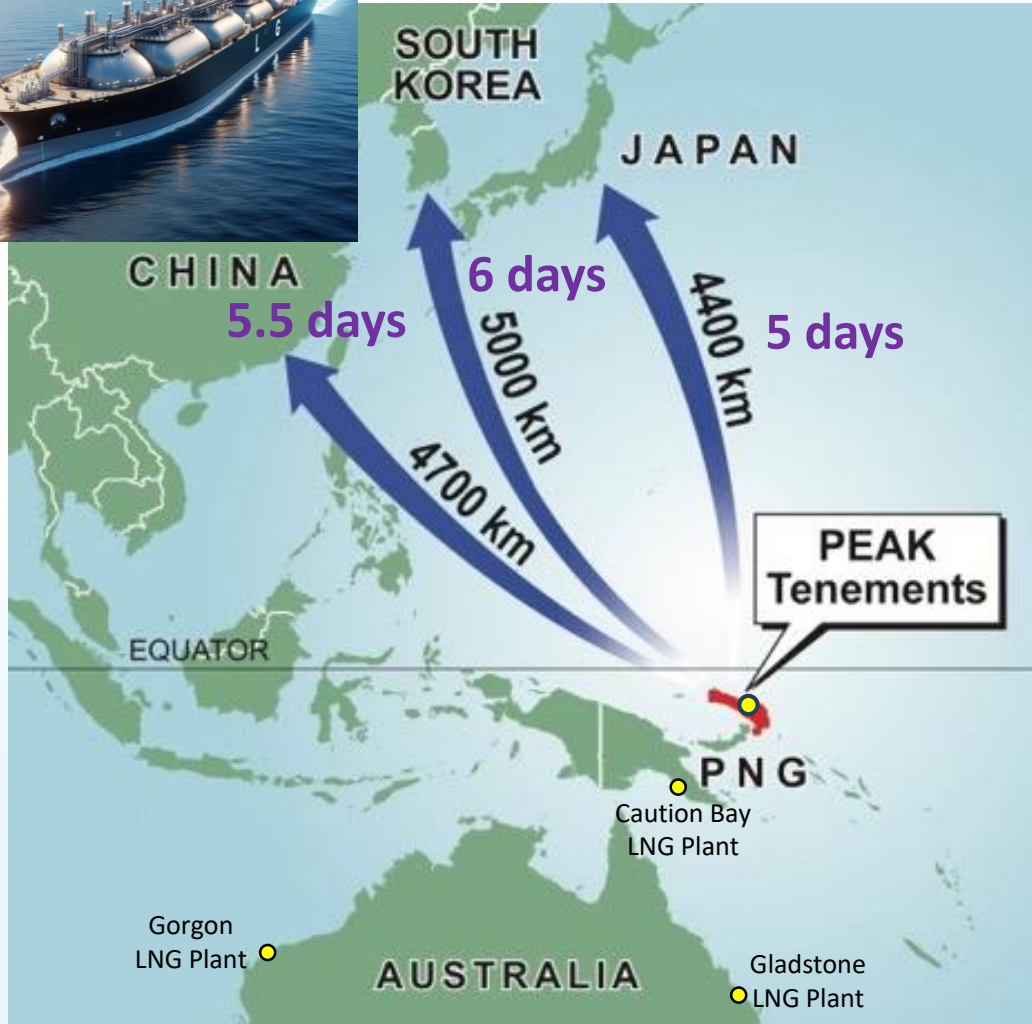 L G
SOUTH
KOREA
JAPAN
CHINA
6 days
5.5 days
5 days
4400 km
5000 km
4700 km
PEAK
Tenements
EQUATOR
PNG
Caution Bay
LNG Plant
Gorgon
LNG Plant
AUSTRALIA
Gladstone
LNG Plant